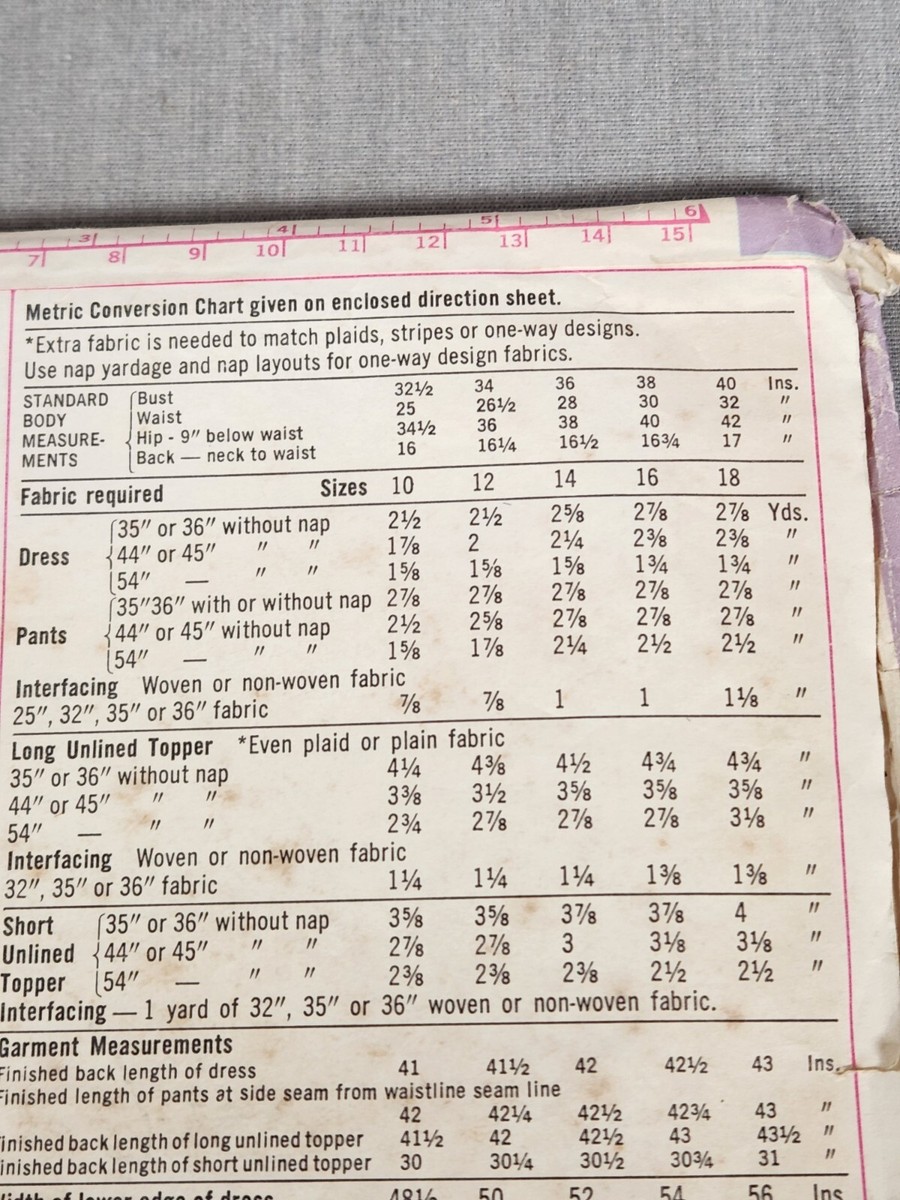 3 4 5 6
7 8 9 10 11 12 13 14 15
Metric Conversion Chart given on enclosed direction sheet.
*Extra fabric is needed to match plaids, stripes or one-way designs.
Use nap yardage and nap layouts for one-way design fabrics.
STANDARD BODY MEASURE-MENTS
Bust 32½ 34 36 38 40 Ins.
Waist 25 26½ 28 30 32 ″
Hip - 9″ below waist 34½ 36 38 40 42 ″
Back — neck to waist 16 16¼ 16½ 16¾ 17 ″
Fabric required Sizes 10 12 14 16 18
Dress
35″ or 36″ without nap 2½ 2½ 2⅝ 2⅞ 2⅞ Yds.
44″ or 45″ ″ ″ 1⅞ 2 2¼ 2⅜ 2⅜ ″
54″ — ″ ″ 1⅝ 1⅝ 1⅝ 1¾ 1¾ ″
Pants
35″36″ with or without nap 2⅞ 2⅞ 2⅞ 2⅞ 2⅞ ″
44″ or 45″ without nap 2½ 2⅝ 2⅞ 2⅞ 2⅞ ″
54″ — ″ ″ 1⅝ 1⅞ 2¼ 2½ 2½ ″
Interfacing Woven or non-woven fabric
25″, 32″, 35″ or 36″ fabric ⅞ ⅞ 1 1 1⅛ ″
Long Unlined Topper *Even plaid or plain fabric
35″ or 36″ without nap 4¼ 4⅜ 4½ 4¾ 4¾ ″
44″ or 45″ ″ ″ 3⅜ 3½ 3⅝ 3⅝ 3⅝ ″
54″ — ″ ″ 2¾ 2⅞ 2⅞ 2⅞ 3⅛ ″
Interfacing Woven or non-woven fabric
32″, 35″ or 36″ fabric 1¼ 1¼ 1¼ 1⅜ 1⅜ ″
Short Unlined Topper
35″ or 36″ without nap 3⅝ 3⅝ 3⅞ 3⅞ 4 ″
44″ or 45″ ″ ″ 2⅞ 2⅞ 3 3⅛ 3⅛ ″
54″ — ″ ″ 2⅜ 2⅜ 2⅜ 2½ 2½ ″
Interfacing — 1 yard of 32″, 35″ or 36″ woven or non-woven fabric.
Garment Measurements
Finished back length of dress 41 41½ 42 42½ 43 Ins.
Finished length of pants at side seam from waistline seam line
42 42¼ 42½ 42¾ 43 ″
inished back length of long unlined topper 41½ 42 42½ 43 43½ ″
inished back length of short unlined topper 30 30¼ 30½ 30¾ 31 ″
Width of lower edge of dress 48½ 50 52 54 56 Ins